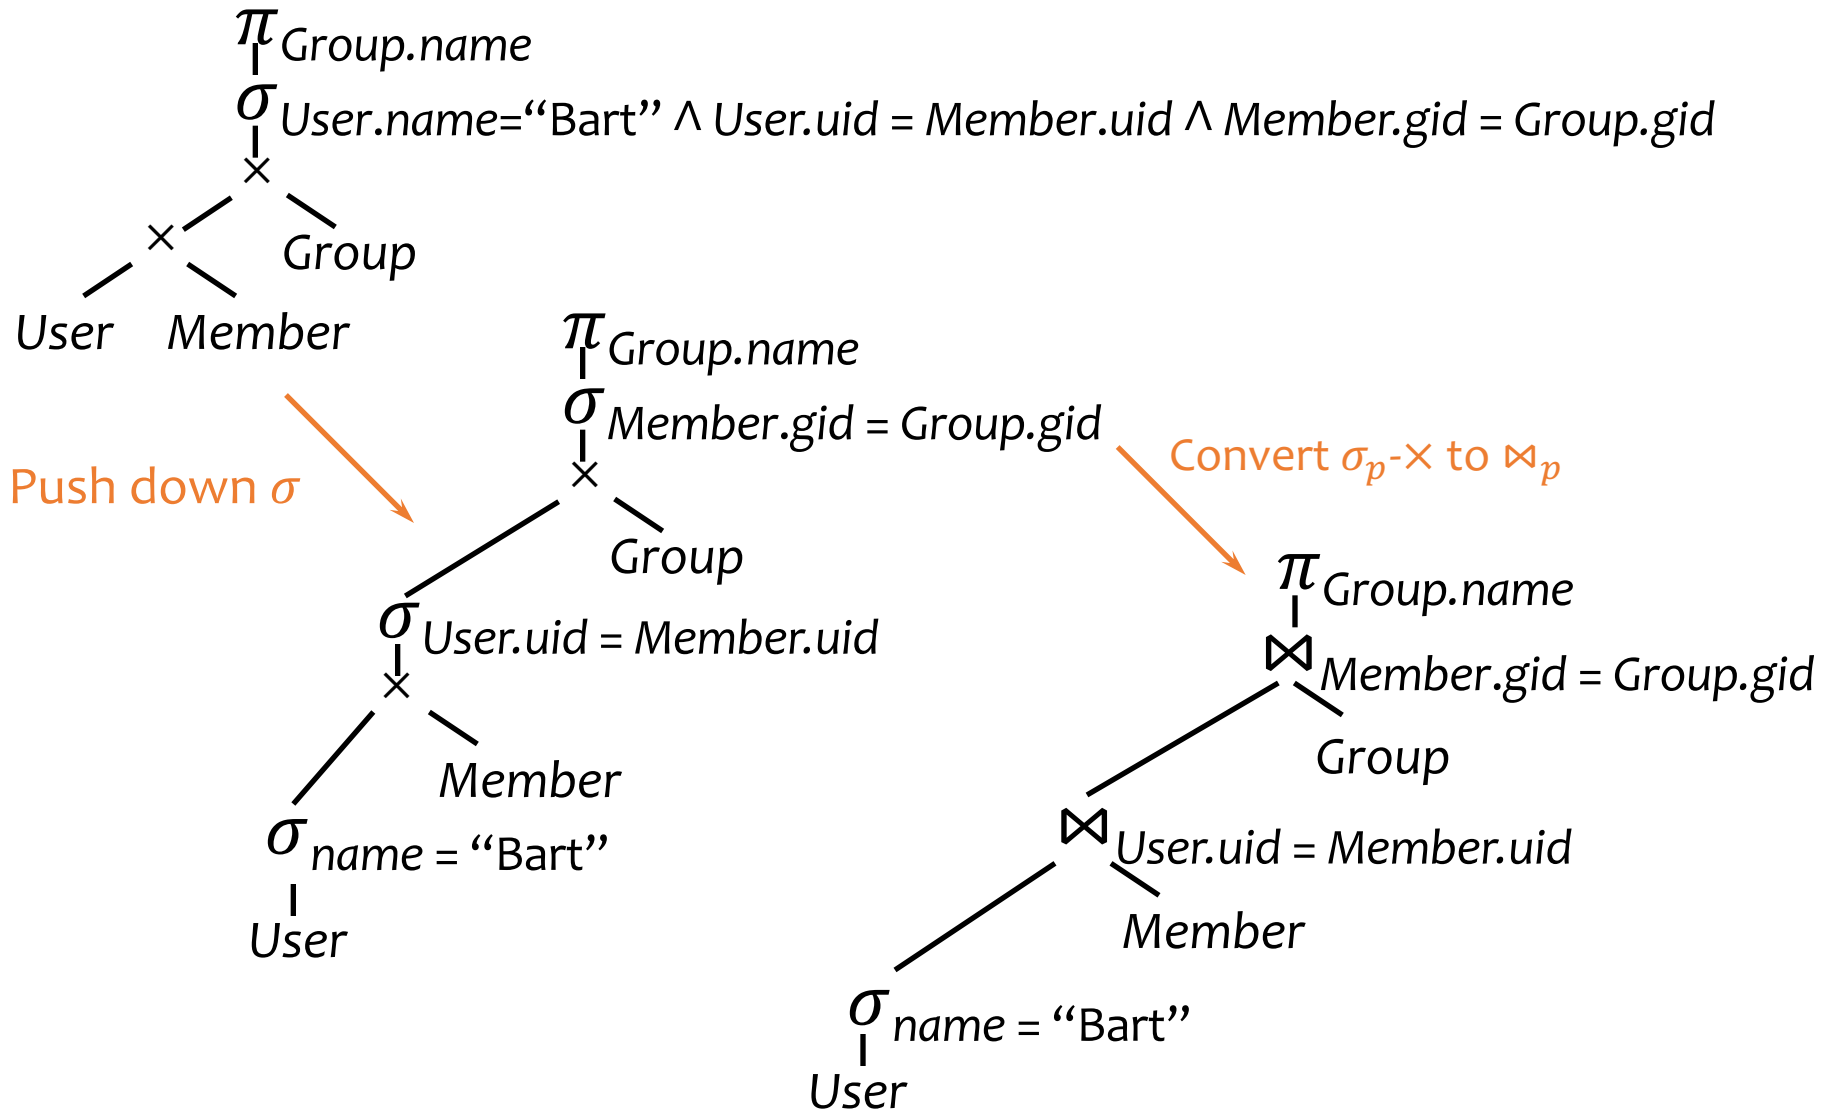 π Group.name
σ User.name=“Bart” ∧ User.uid = Member.uid ∧ Member.gid = Group.gid
×
× Group
User Member
Push down σ
π Group.name
σ Member.gid = Group.gid
×
Group
σ User.uid = Member.uid
×
Member
σ name = “Bart”
User
Convert σp-× to ⋈p
π Group.name
⋈ Member.gid = Group.gid
Group
⋈ User.uid = Member.uid
Member
σ name = “Bart”
User